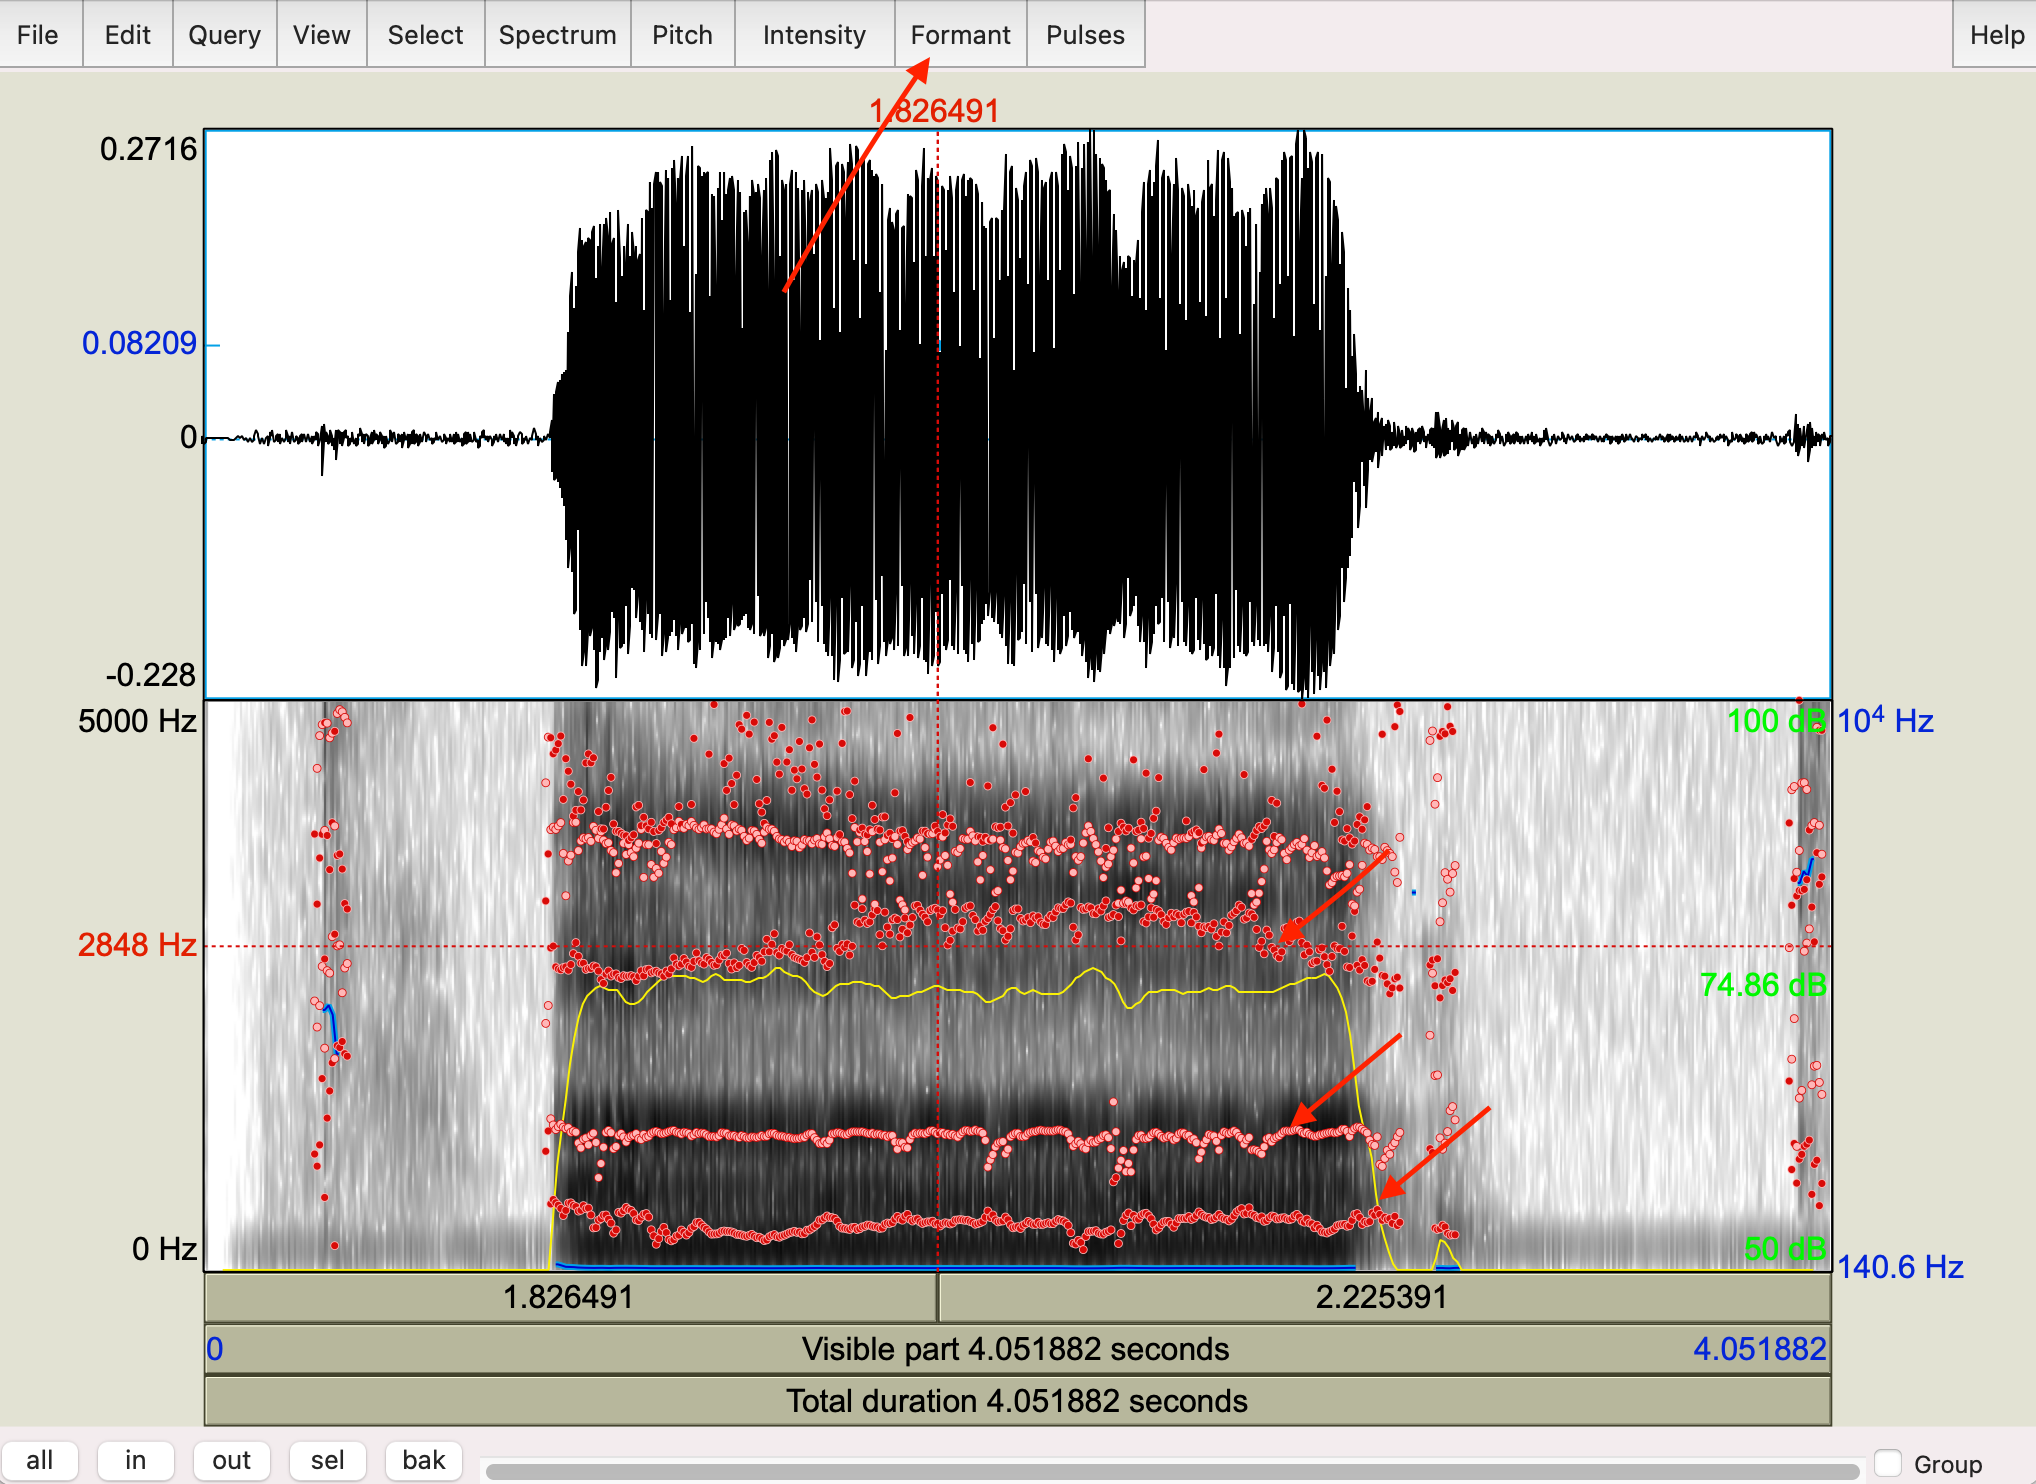 File Edit Query View Select Spectrum Pitch Intensity Formant Pulses Help
1.826491
0.2716
0.08209
0
-0.228
5000 Hz 100 dB 10⁴ Hz
2848 Hz
74.86 dB
0 Hz 50 dB
140.6 Hz
1.826491 2.225391
0 Visible part 4.051882 seconds 4.051882
Total duration 4.051882 seconds
all in out sel bak Group